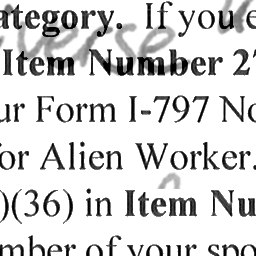 ategory. If you e
Item Number 2
ur Form I-797 No
for Alien Worker.
)(36) in Item Nu
mber of your spo